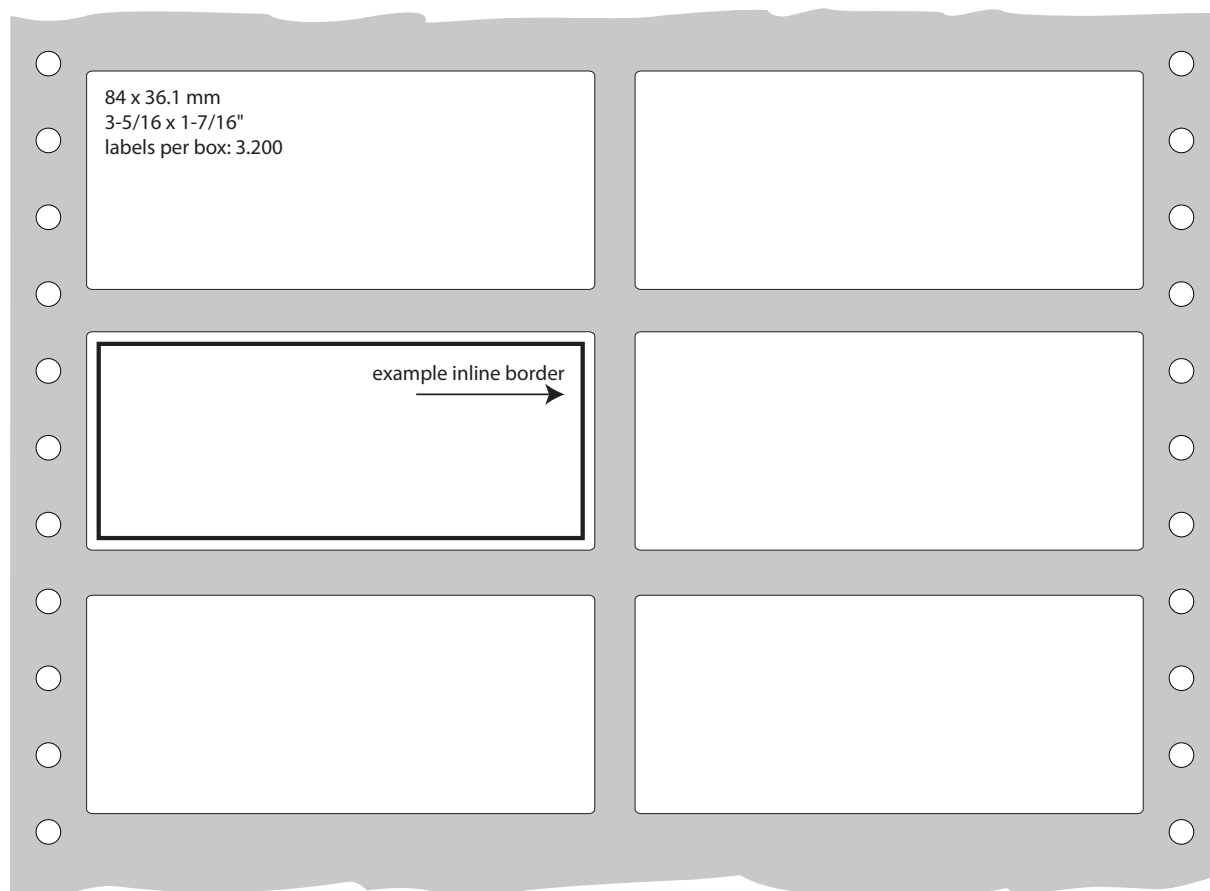 84 x 36.1 mm
3-5/16 x 1-7/16"
labels per box: 3.200
example inline border